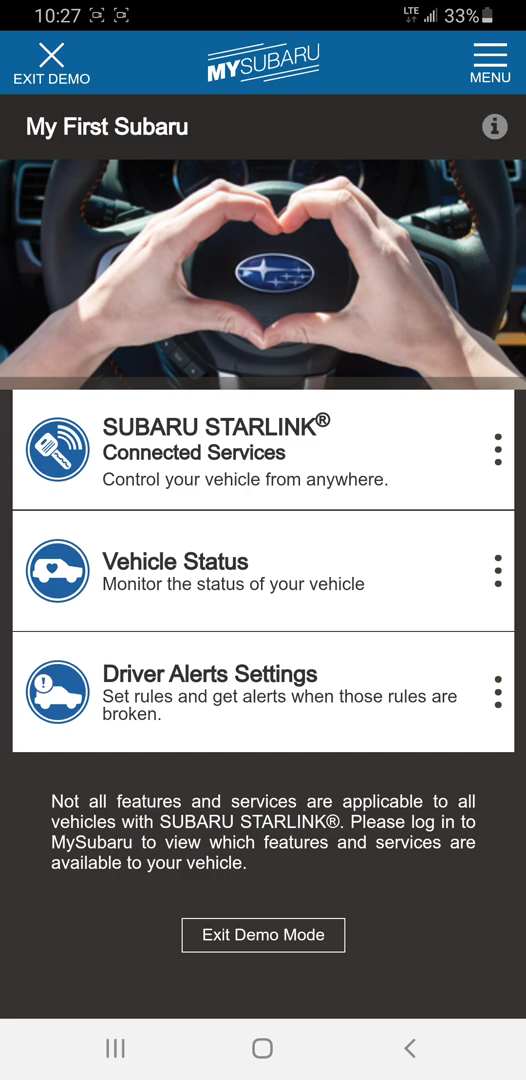 10:27
LTE
33%
EXIT DEMO
MYSUBARU
MENU
My First Subaru
SUBARU STARLINK®
Connected Services
Control your vehicle from anywhere.
Vehicle Status
Monitor the status of your vehicle
Driver Alerts Settings
Set rules and get alerts when those rules are
broken.
Not all features and services are applicable to all
vehicles with SUBARU STARLINK®. Please log in to
MySubaru to view which features and services are
available to your vehicle.
Exit Demo Mode